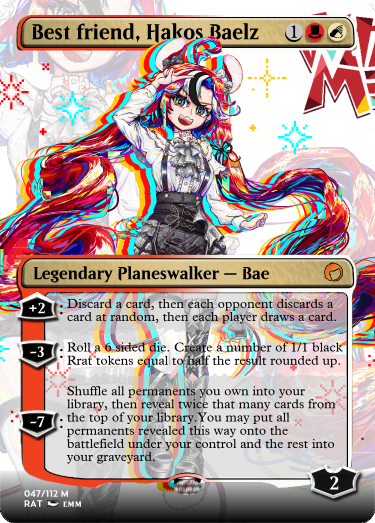 Best friend, Hakos Baelz 1
Legendary Planeswalker — Bae
+2: Discard a card, then each opponent discards a
card at random, then each player draws a card.
-3: Roll a 6 sided die. Create a number of 1/1 black
Rrat tokens equal to half the result rounded up.
-7: Shuffle all permanents you own into your
library, then reveal twice that many cards from
the top of your library.You may put all
permanents revealed this way onto the
battlefield under your control and the rest into
your graveyard.
2
047/112 M
RAT EMM